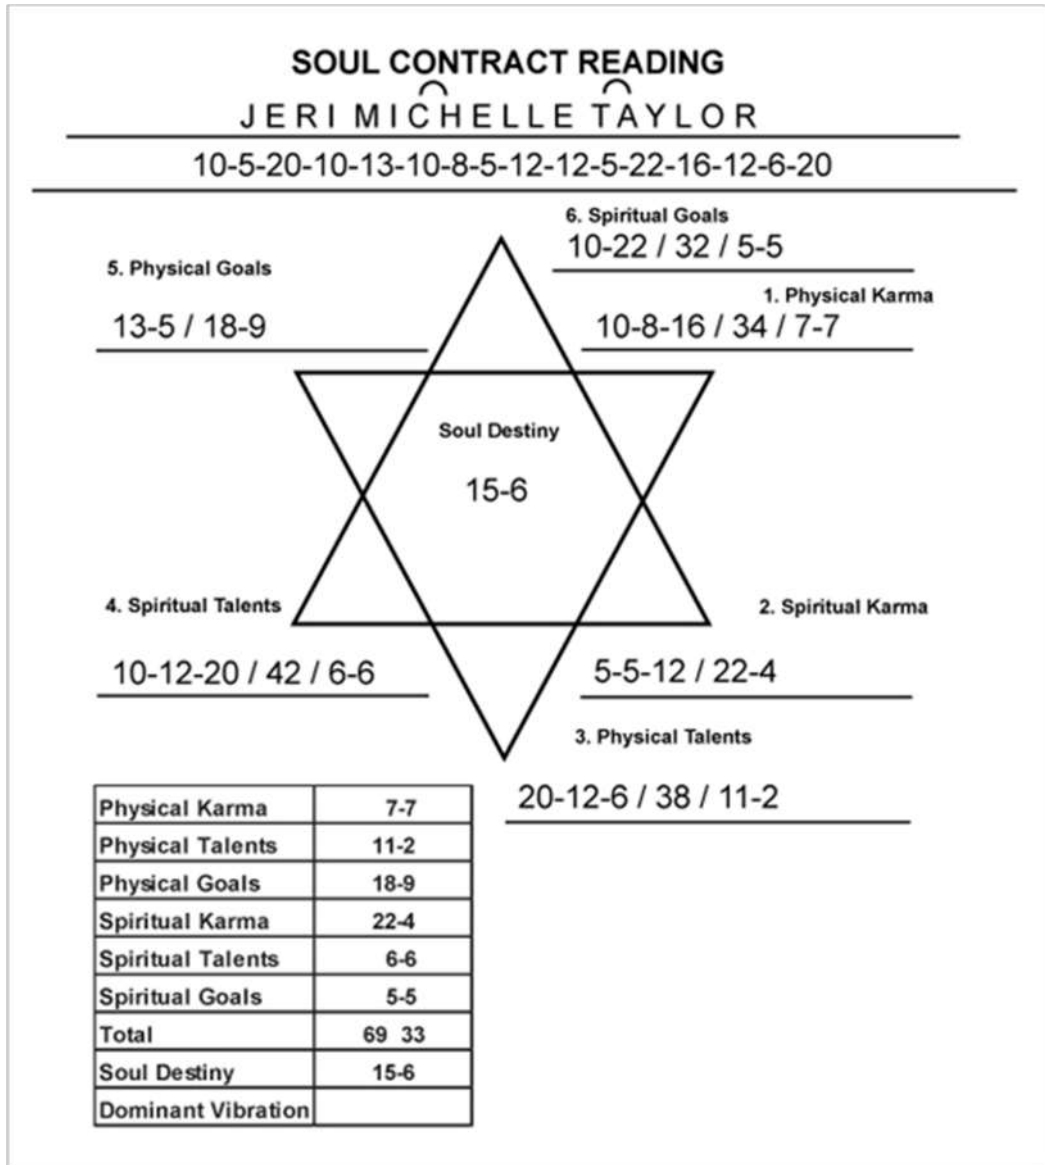 SOUL CONTRACT READING
JERI MICHELLE TAYLOR
10-5-20-10-13-10-8-5-12-12-5-22-16-12-6-20
6. Spiritual Goals
10-22 / 32 / 5-5
5. Physical Goals
13-5 / 18-9
1. Physical Karma
10-8-16 / 34 / 7-7
Soul Destiny
15-6
4. Spiritual Talents
10-12-20 / 42 / 6-6
2. Spiritual Karma
5-5-12 / 22-4
3. Physical Talents
20-12-6 / 38 / 11-2
Physical Karma 7-7
Physical Talents 11-2
Physical Goals 18-9
Spiritual Karma 22-4
Spiritual Talents 6-6
Spiritual Goals 5-5
Total 69 33
Soul Destiny 15-6
Dominant Vibration